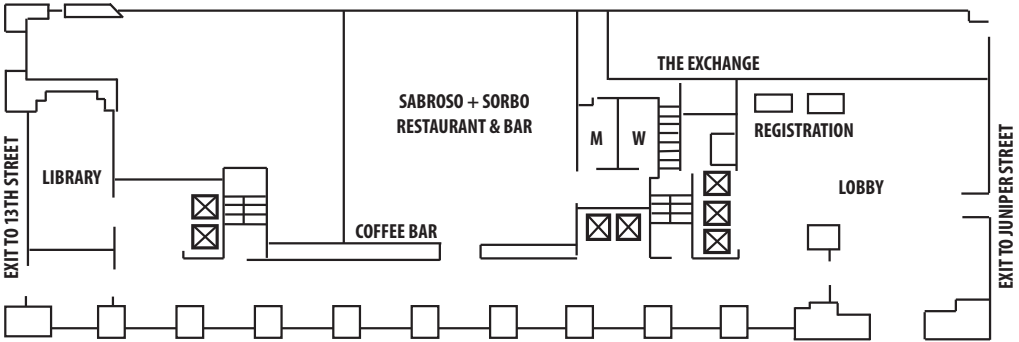 THE EXCHANGE
SABROSO + SORBO
RESTAURANT & BAR
M
W
REGISTRATION
EXIT TO 13TH STREET
LIBRARY
LOBBY
EXIT TO JUNIPER STREET
COFFEE BAR